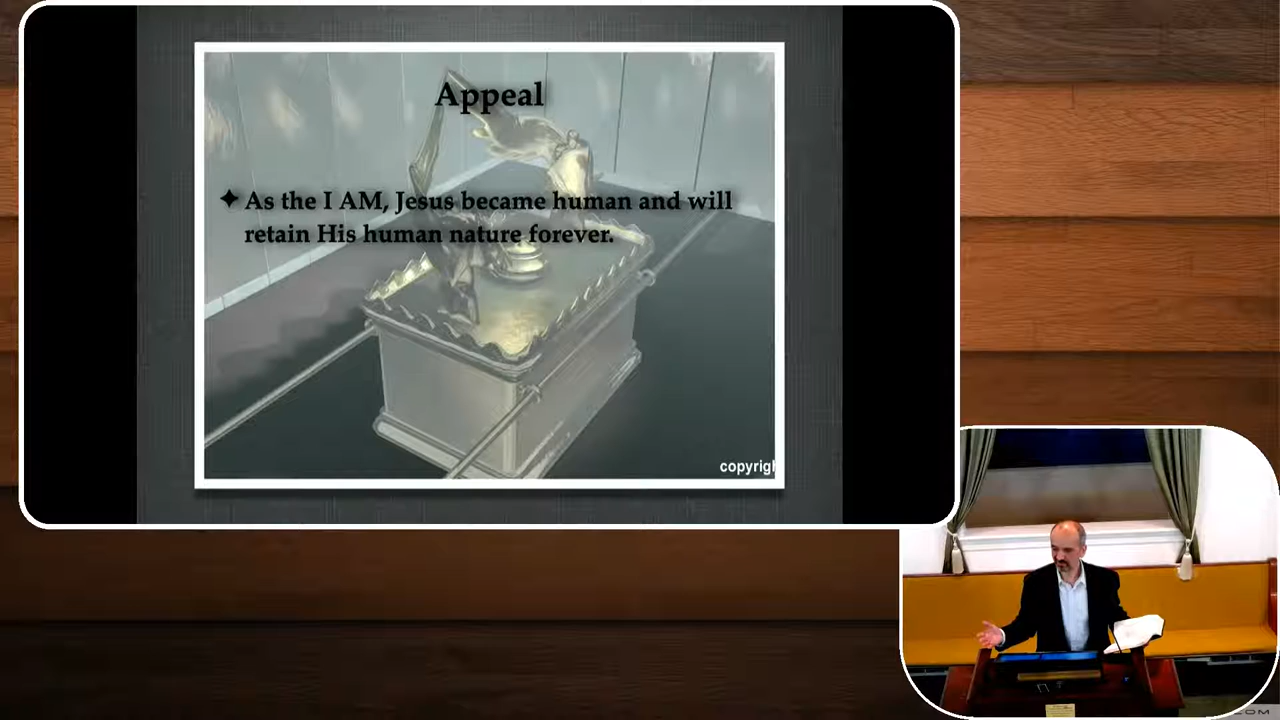 Appeal
✦ As the I AM, Jesus became human and will
retain His human nature forever.
copyrigh